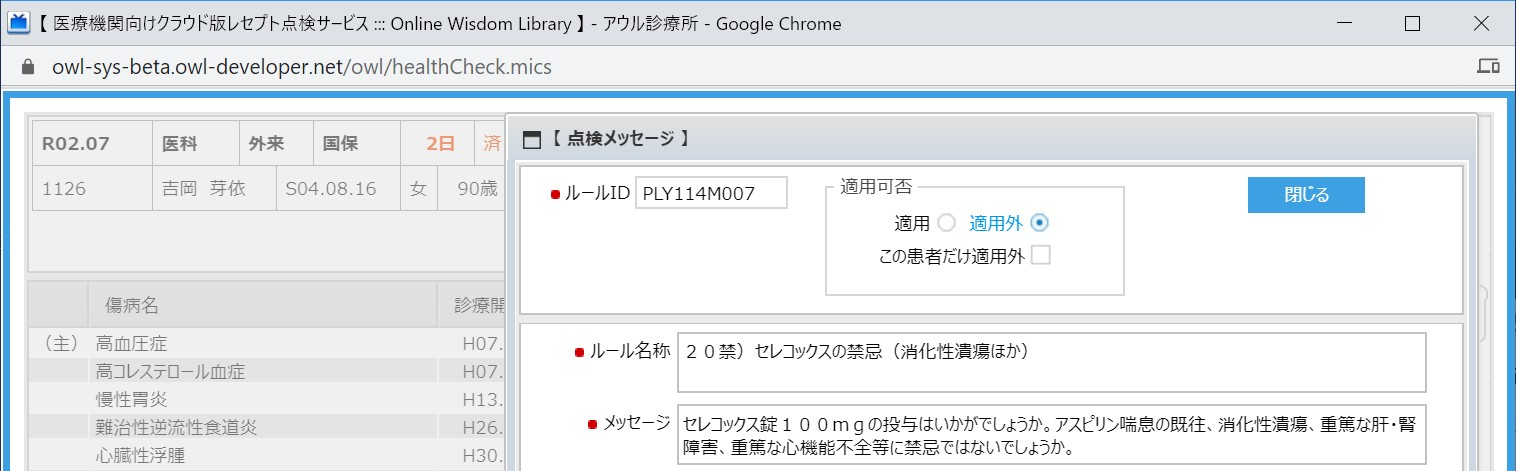 【 医療機関向けクラウド版レセプト点検サービス ::: Online Wisdom Library 】 - アウル診療所 - Google Chrome
owl-sys-beta.owl-developer.net/owl/healthCheck.mics
R02.07 医科 外来 国保 2日 済
1126 吉岡 芽依 S04.08.16 女 90歳
傷病名 診療開
（主） 高血圧症 H07.
高コレステロール血症 H07.
慢性胃炎 H13.
難治性逆流性食道炎 H26.
心臓性浮腫 H30.
【 点検メッセージ 】
ルールID PLY114M007
適用可否
適用 適用外
この患者だけ適用外
閉じる
ルール名称 ２０禁）セレコックスの禁忌（消化性潰瘍ほか）
メッセージ セレコックス錠１００ｍｇの投与はいかがでしょうか。アスピリン喘息の既往、消化性潰瘍、重篤な肝・腎
障害、重篤な心機能不全等に禁忌ではないでしょうか。